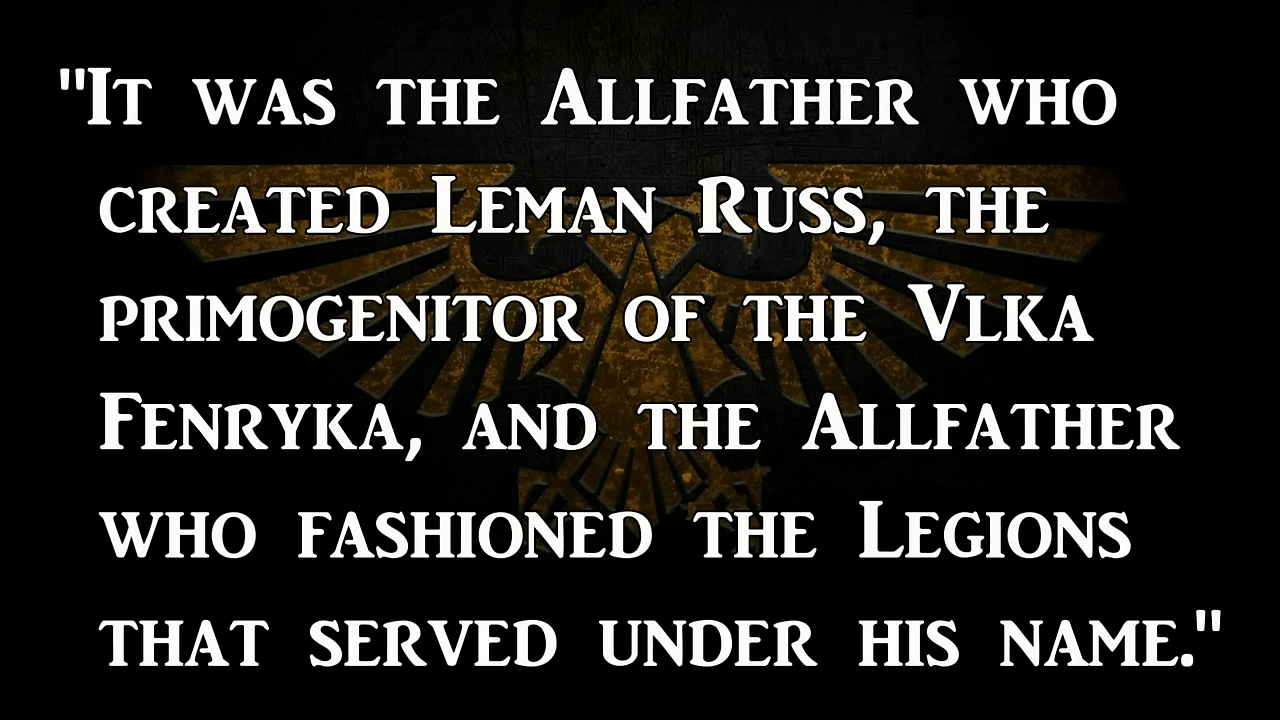 "It was the Allfather who
created Leman Russ, the
primogenitor of the Vlka
Fenryka, and the Allfather
who fashioned the Legions
that served under his name."